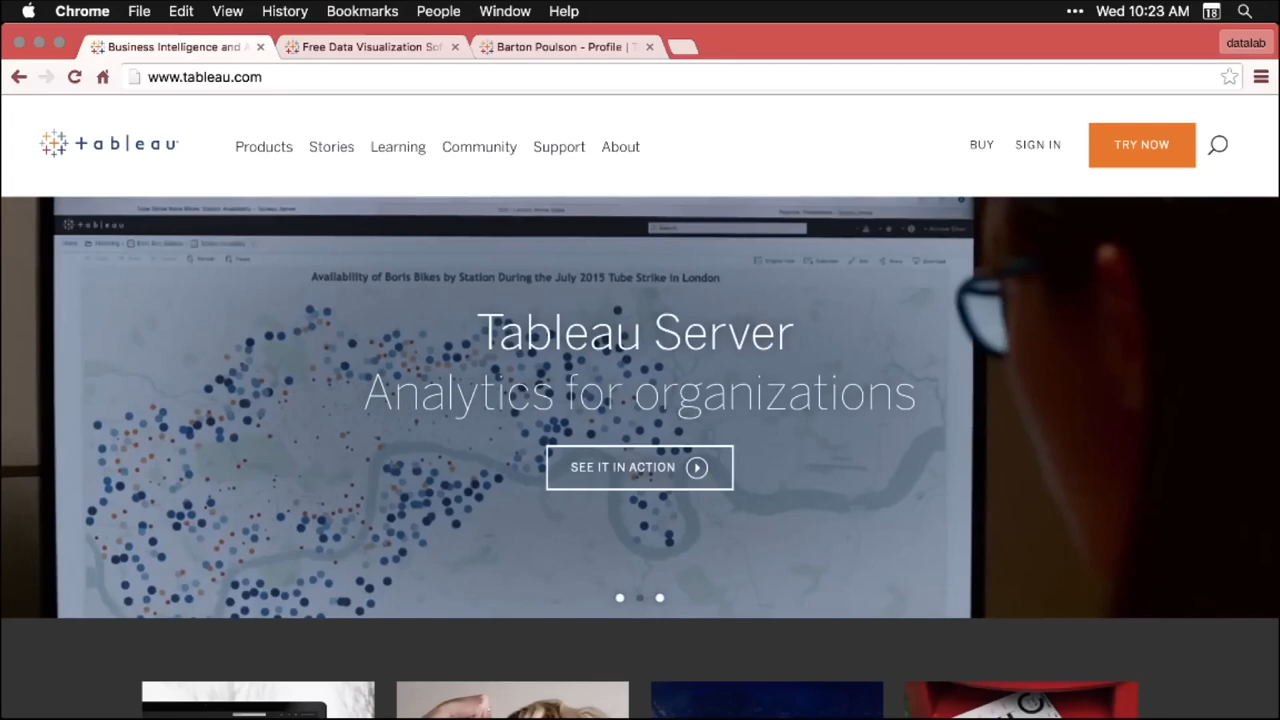 Chrome File Edit View History Bookmarks People Window Help ••• Wed 10:23 AM 18
Business Intelligence and A Free Data Visualization Sof Barton Poulson - Profile | T datalab
www.tableau.com
+ableau Products Stories Learning Community Support About BUY SIGN IN TRY NOW
+ableau
Availability of Boris Bikes by Station During the July 2015 Tube Strike in London
Tableau Server
Analytics for organizations
SEE IT IN ACTION